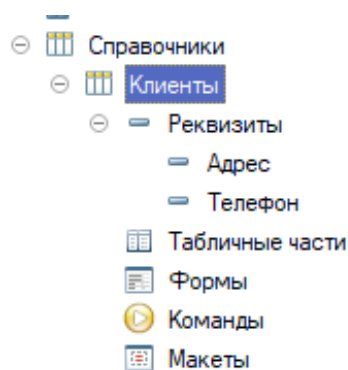 Справочники
Клиенты
Реквизиты
Адрес
Телефон
Табличные части
Формы
Команды
Макеты